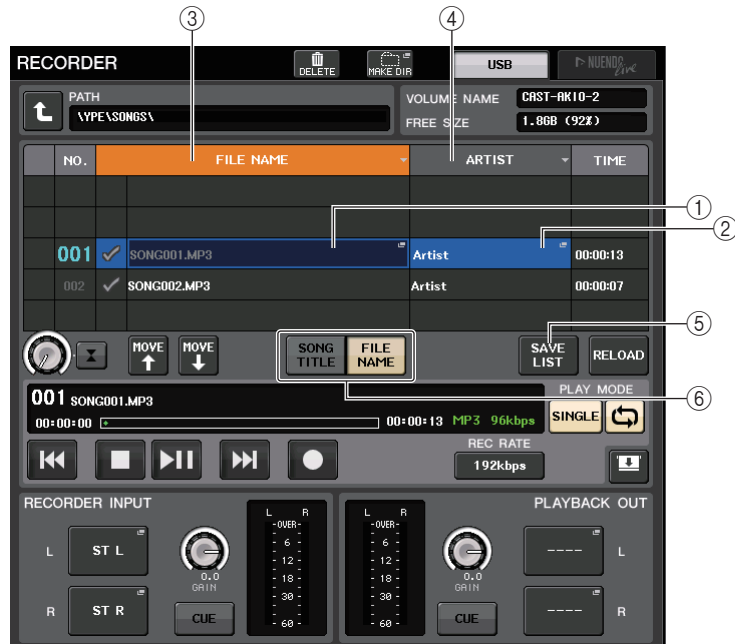 ③ ④
RECORDER DELETE MAKE DIR USB NUENDO Live
PATH VOLUME NAME CAST-AK10-2
\YPE\SONGS\ FREE SIZE 1.8GB (92%)
NO. FILE NAME ARTIST TIME
①
②
001 SONG001.MP3 Artist 00:00:13
002 SONG002.MP3 Artist 00:00:07
⑤
MOVE MOVE SONG TITLE FILE NAME SAVE LIST RELOAD
⑥
001 SONG001.MP3 PLAY MODE
00:00:00 00:00:13 MP3 96kbps SINGLE
REC RATE
192kbps
RECORDER INPUT PLAYBACK OUT
L R L R
-OVER- -OVER-
6 6
L ST L 12 12 ---- L
18 18
0.0 0.0
GAIN GAIN
30 30
R ST R CUE 60 60 CUE ---- R